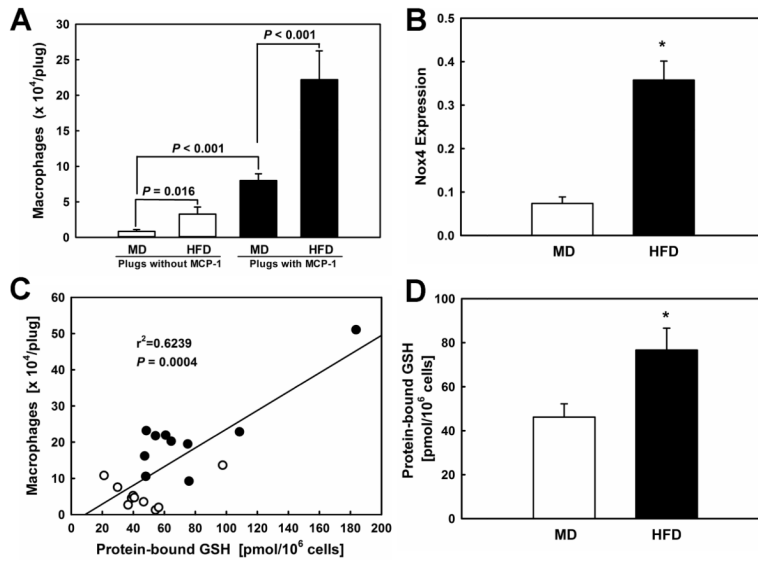 A
Macrophages (x 10⁴/plug)
30
25
20
15
10
5
0
P < 0.001
P < 0.001
P = 0.016
MD
HFD
MD
HFD
Plugs without MCP-1
Plugs with MCP-1
B
Nox4 Expression
0.5
0.4
0.3
0.2
0.1
0.0
*
MD
HFD
C
Macrophages [x 10⁴/plug]
60
50
40
30
20
10
0
r²=0.6239
P = 0.0004
0 20 40 60 80 100 120 140 160 180 200
Protein-bound GSH [pmol/10⁶ cells]
D
Protein-bound GSH
[pmol/10⁶ cells]
100
80
60
40
20
0
*
MD
HFD